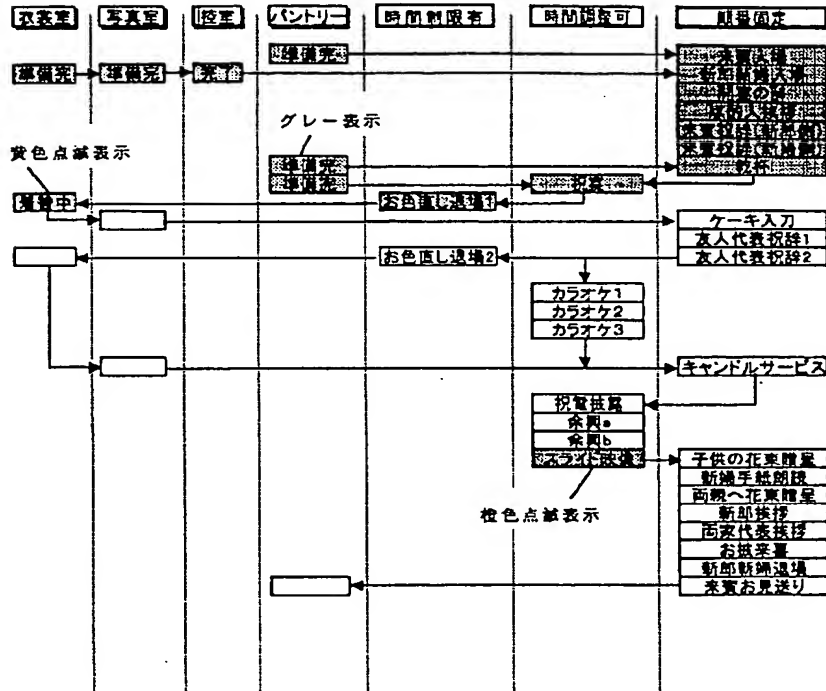 衣裳室 写真室 控室 パントリー 時間制限有 時間調整可 順番固定
準備完 来賓入場
準備完 準備完 完了 新郎新婦入場
開宴の辞
グレー表示 媒酌人挨拶
来賓祝辞(新郎側)
来賓祝辞(新婦側)
黄色点滅表示 準備完 乾杯
準備完 祝宴
着替中 お色直し退場1
ケーキ入刀
友人代表祝辞1
お色直し退場2 友人代表祝辞2
カラオケ1
カラオケ2
カラオケ3
キャンドルサービス
祝電披露
余興a
余興b
スライド映像 子供の花束贈呈
新婦手紙朗読
両親へ花束贈呈
橙色点滅表示 新郎挨拶
両家代表挨拶
お披楽喜
新郎新婦退場
来賓お見送り